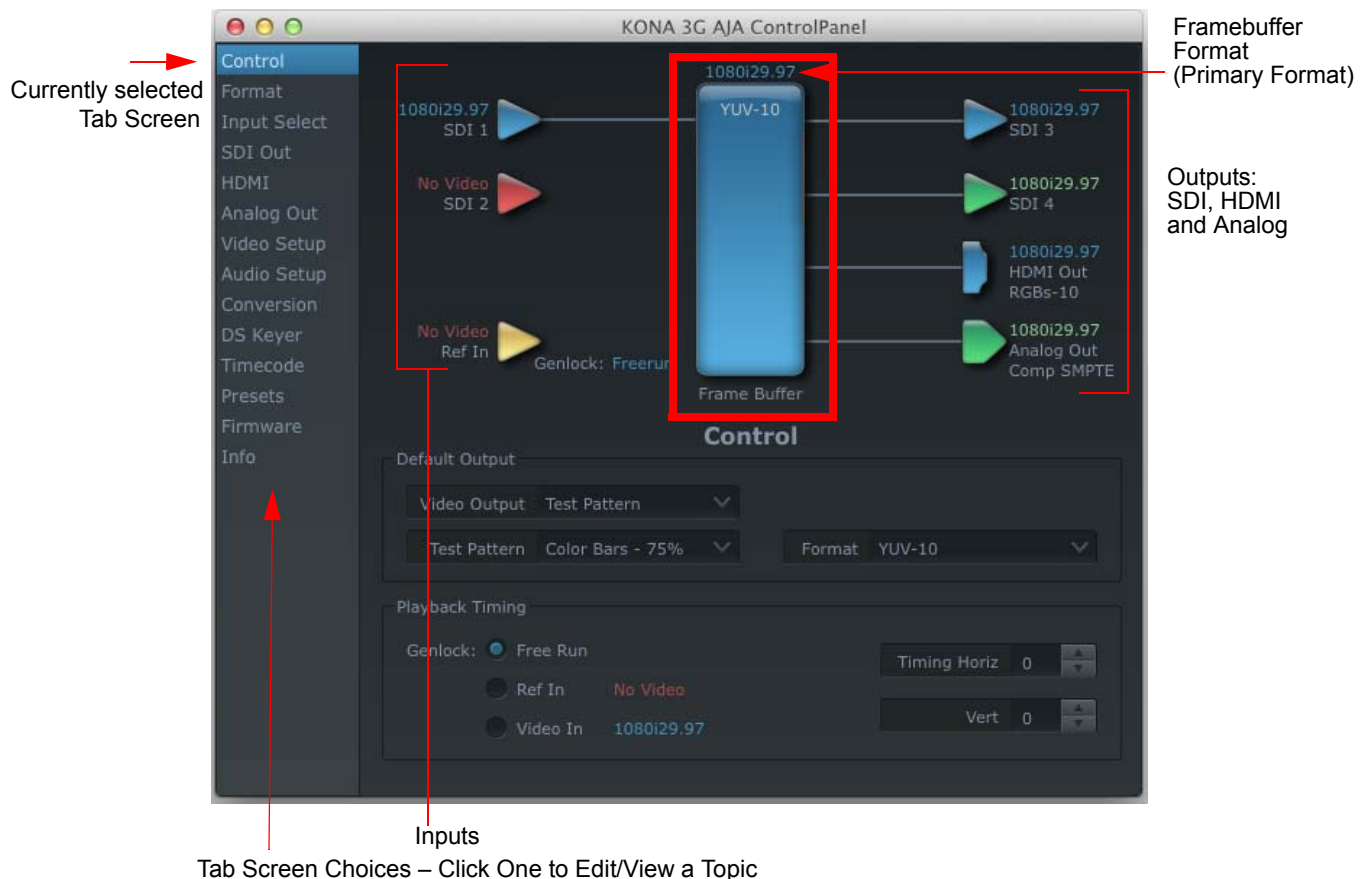 KONA 3G AJA ControlPanel
Framebuffer
Format
(Primary Format)
Currently selected
Tab Screen
Control
Format
Input Select
SDI Out
HDMI
Analog Out
Video Setup
Audio Setup
Conversion
DS Keyer
Timecode
Presets
Firmware
Info
1080i29.97
YUV-10
Frame Buffer
1080i29.97
SDI 1
No Video
SDI 2
No Video
Ref In
Genlock: Freerun
1080i29.97
SDI 3
1080i29.97
SDI 4
1080i29.97
HDMI Out
RGBs-10
1080i29.97
Analog Out
Comp SMPTE
Outputs:
SDI, HDMI
and Analog
Control
Default Output
Video Output Test Pattern
Test Pattern Color Bars - 75% Format YUV-10
Playback Timing
Genlock: Free Run
Timing Horiz 0
Ref In No Video
Vert 0
Video In 1080i29.97
Inputs
Tab Screen Choices – Click One to Edit/View a Topic